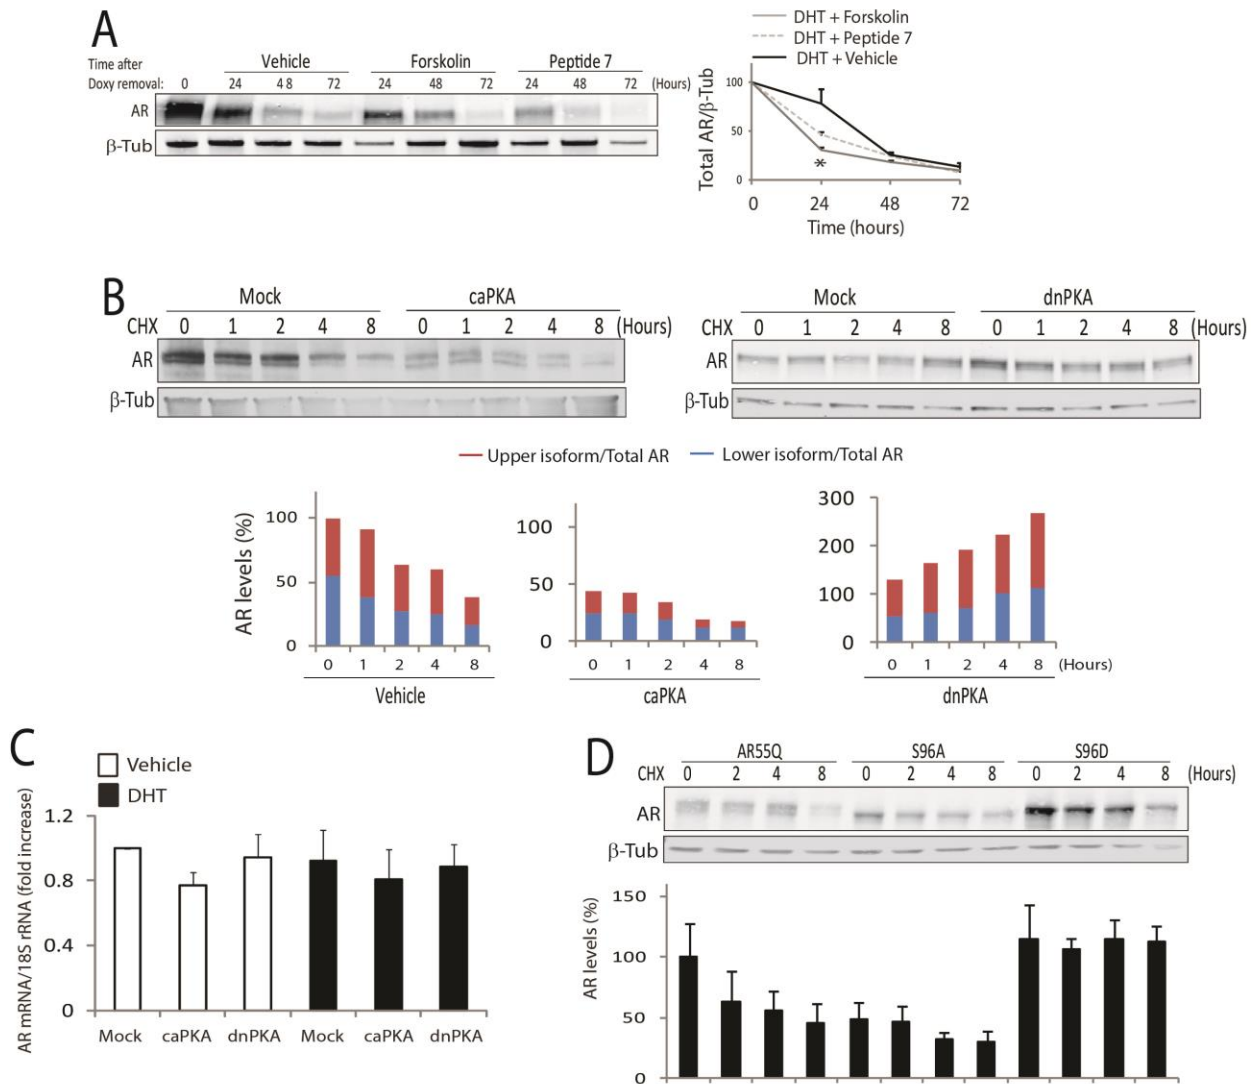 A
Time after
Doxy removal:
Vehicle Forskolin Peptide 7
0 24 48 72 24 48 72 24 48 72 (Hours)
AR
β-Tub
DHT + Forskolin
DHT + Peptide 7
DHT + Vehicle
Total AR/β-Tub
100
50
0
*
0 24 48 72
Time (hours)
B
Mock caPKA
CHX 0 1 2 4 8 0 1 2 4 8 (Hours)
AR
β-Tub
Mock dnPKA
CHX 0 1 2 4 8 0 1 2 4 8 (Hours)
AR
β-Tub
Upper isoform/Total AR Lower isoform/Total AR
AR levels (%)
100
50
0
0 1 2 4 8
Vehicle
100
50
0
0 1 2 4 8
caPKA
300
200
100
0
0 1 2 4 8 (Hours)
dnPKA
C
Vehicle
DHT
AR mRNA/18S rRNA (fold increase)
1.2
0.8
0.4
0
Mock caPKA dnPKA Mock caPKA dnPKA
D
AR55Q S96A S96D
CHX 0 2 4 8 0 2 4 8 0 2 4 8 (Hours)
AR
β-Tub
AR levels (%)
150
100
50
0